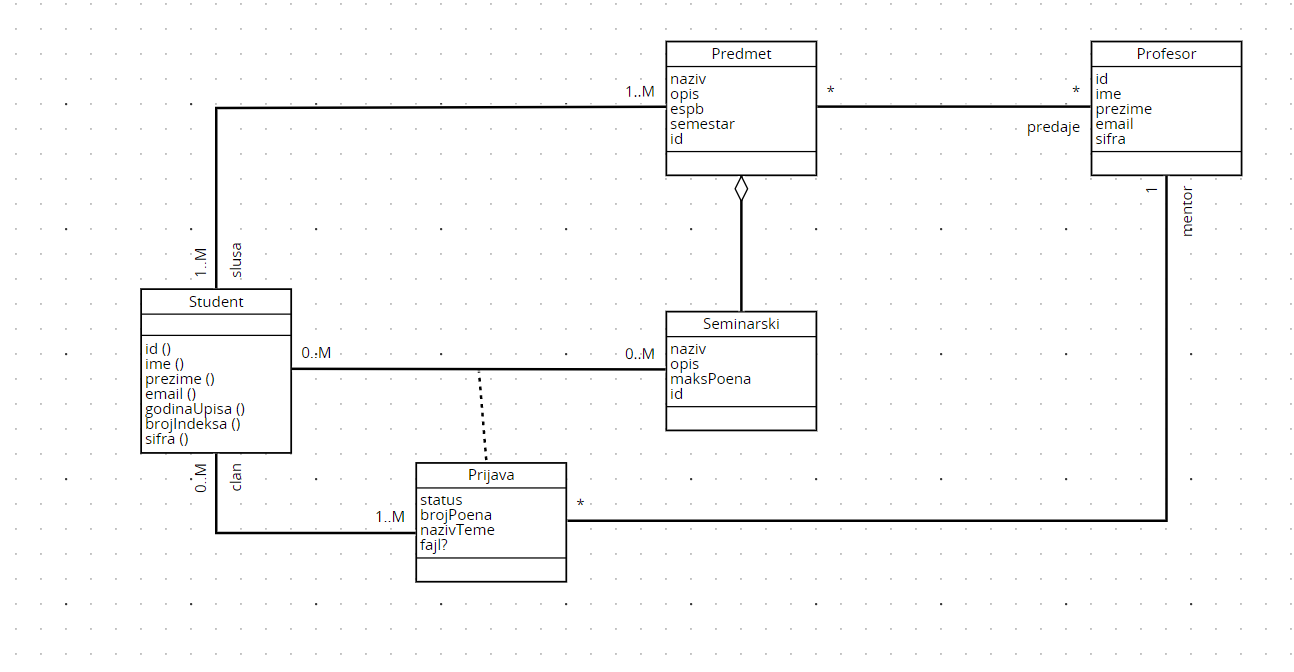 Predmet
naziv
opis
espb
semestar
id
Profesor
id
ime
prezime
email
sifra
1..M
*
*
predaje
1
mentor
1..M
slusa
Student
id ()
ime ()
prezime ()
email ()
godinaUpisa ()
brojIndeksa ()
sifra ()
0..M
0..M
Seminarski
naziv
opis
maksPoena
id
0..M
clan
1..M
Prijava
status
brojPoena
nazivTeme
fajl?
*